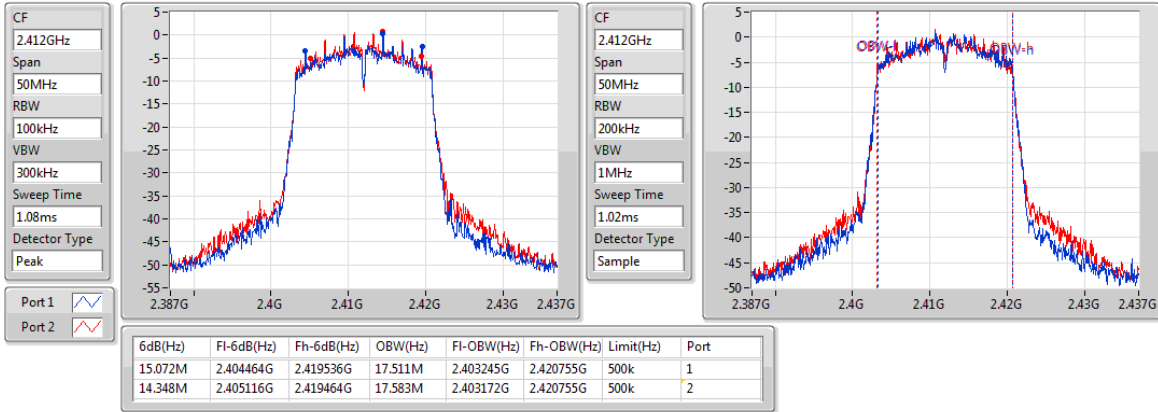 CF
2.412GHz
Span
50MHz
RBW
100kHz
VBW
300kHz
Sweep Time
1.08ms
Detector Type
Peak
Port 1
Port 2
5-
0-
-5-
-10-
-15-
-20-
-25-
-30-
-35-
-40-
-45-
-50-
-55-
2.387G 2.4G 2.41G 2.42G 2.43G 2.437G
CF
2.412GHz
Span
50MHz
RBW
200kHz
VBW
1MHz
Sweep Time
1.02ms
Detector Type
Sample
5-
0-
-5-
-10-
-15-
-20-
-25-
-30-
-35-
-40-
-45-
-50-
OBW-l OBW-h
2.387G 2.4G 2.41G 2.42G 2.43G 2.437G
6dB(Hz) Fl-6dB(Hz) Fh-6dB(Hz) OBW(Hz) Fl-OBW(Hz) Fh-OBW(Hz) Limit(Hz) Port
15.072M 2.404464G 2.419536G 17.511M 2.403245G 2.420755G 500k 1
14.348M 2.405116G 2.419464G 17.583M 2.403172G 2.420755G 500k 2